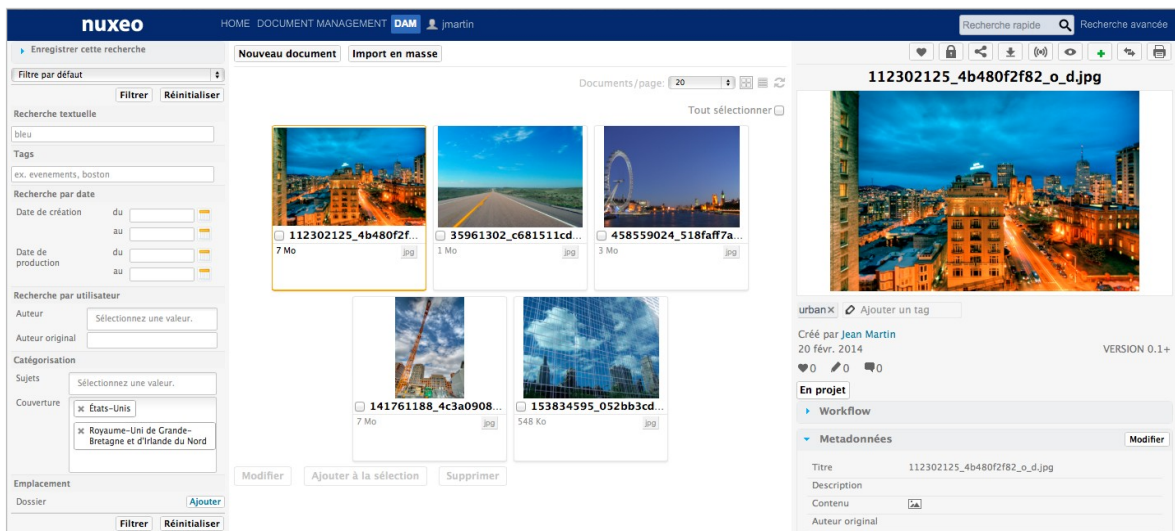 nuxeo
HOME DOCUMENT MANAGEMENT DAM jmartin
Recherche rapide
Recherche avancée
Enregistrer cette recherche
Filtre par défaut
Filtrer Réinitialiser
Recherche textuelle
bleu
Tags
ex. evenements, boston
Recherche par date
Date de création du
au
Date de production du
au
Recherche par utilisateur
Auteur Sélectionnez une valeur.
Auteur original
Catégorisation
Sujets Sélectionnez une valeur.
Couverture États-Unis
Royaume-Uni de Grande-
Bretagne et d'Irlande du Nord
Emplacement
Dossier Ajouter
Filtrer Réinitialiser
Nouveau document Import en masse
Documents/page: 20
Tout sélectionner
112302125_4b480f2f...
7 Mo jpg
35961302_c681511cd...
1 Mo jpg
458559024_518faff7a...
3 Mo jpg
141761188_4c3a0908...
7 Mo jpg
153834595_052bb3cd...
548 Ko jpg
Modifier Ajouter à la sélection Supprimer
112302125_4b480f2f82_o_d.jpg
urban Ajouter un tag
Créé par Jean Martin
20 févr. 2014 VERSION 0.1+
0 0 0
En projet
Workflow
Metadonnées Modifier
Titre 112302125_4b480f2f82_o_d.jpg
Description
Contenu
Auteur original